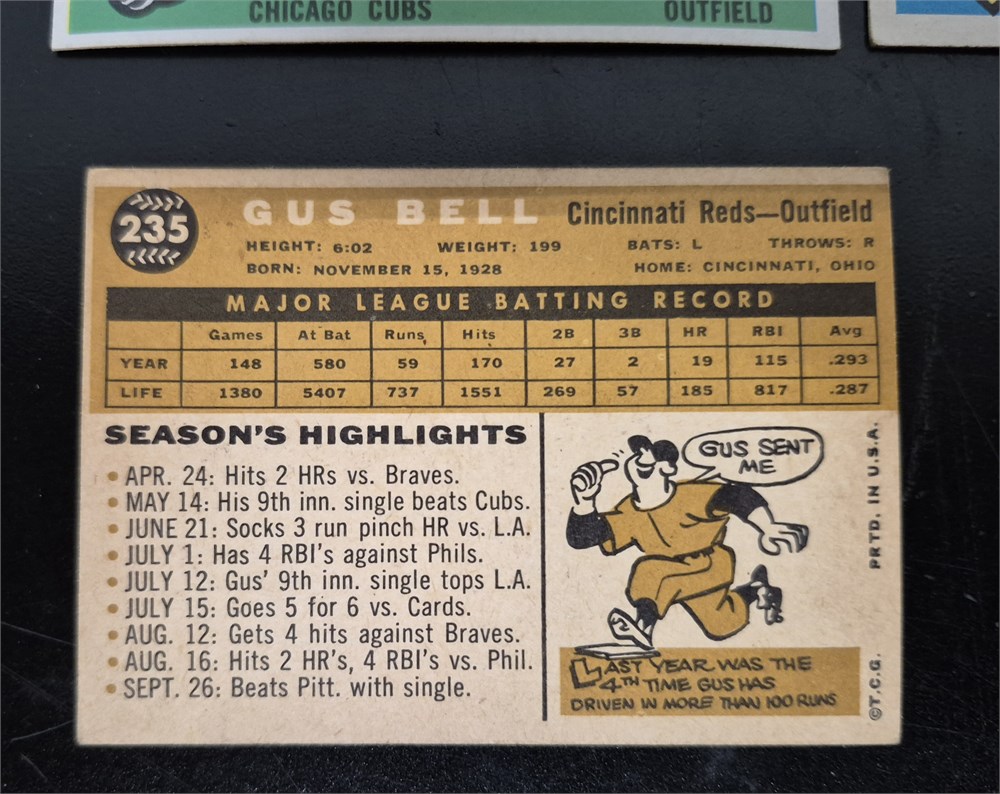 CHICAGO CUBS OUTFIELD
235
GUS BELL Cincinnati Reds—Outfield
HEIGHT: 6:02 WEIGHT: 199 BATS: L THROWS: R
BORN: NOVEMBER 15, 1928 HOME: CINCINNATI, OHIO
MAJOR LEAGUE BATTING RECORD
Games At Bat Runs Hits 2B 3B HR RBI Avg
YEAR 148 580 59 170 27 2 19 115 .293
LIFE 1380 5407 737 1551 269 57 185 817 .287
SEASON'S HIGHLIGHTS
• APR. 24: Hits 2 HRs vs. Braves.
• MAY 14: His 9th inn. single beats Cubs.
• JUNE 21: Socks 3 run pinch HR vs. L.A.
• JULY 1: Has 4 RBI's against Phils.
• JULY 12: Gus' 9th inn. single tops L.A.
• JULY 15: Goes 5 for 6 vs. Cards.
• AUG. 12: Gets 4 hits against Braves.
• AUG. 16: Hits 2 HR's, 4 RBI's vs. Phil.
• SEPT. 26: Beats Pitt. with single.
GUS SENT
ME
LAST YEAR WAS THE
4TH TIME GUS HAS
DRIVEN IN MORE THAN 100 RUNS
©T.C.G. PRTD. IN U.S.A.